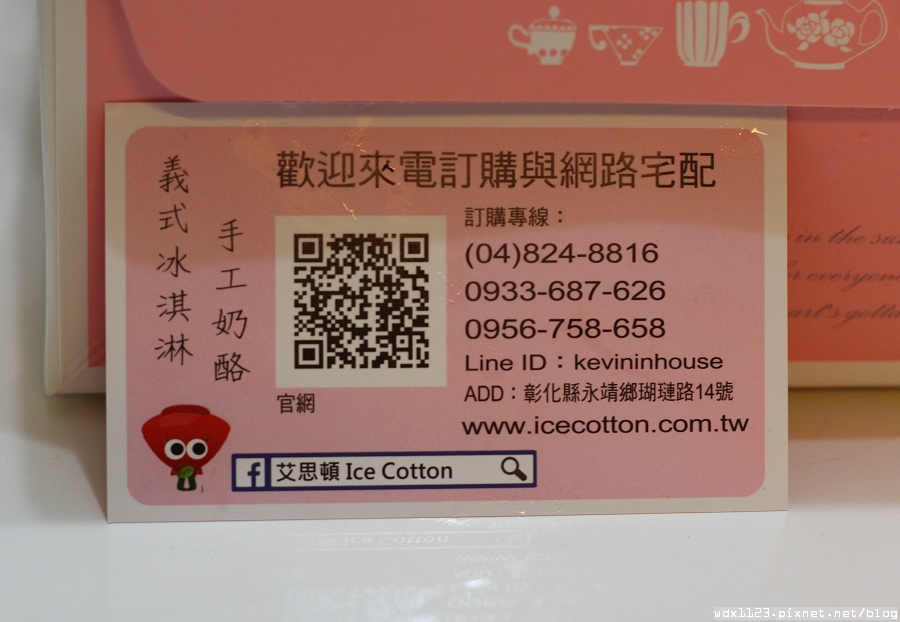 歡迎來電訂購與網路宅配
義式冰淇淋
手工奶酪
訂購專線：
(04)824-8816
0933-687-626
0956-758-658
Line ID：kevininhouse
ADD：彰化縣永靖鄉瑚璉路14號
www.icecotton.com.tw
官網
f 艾思頓 Ice Cotton
in the
everyone
wdx1123.pixnet.net/blog